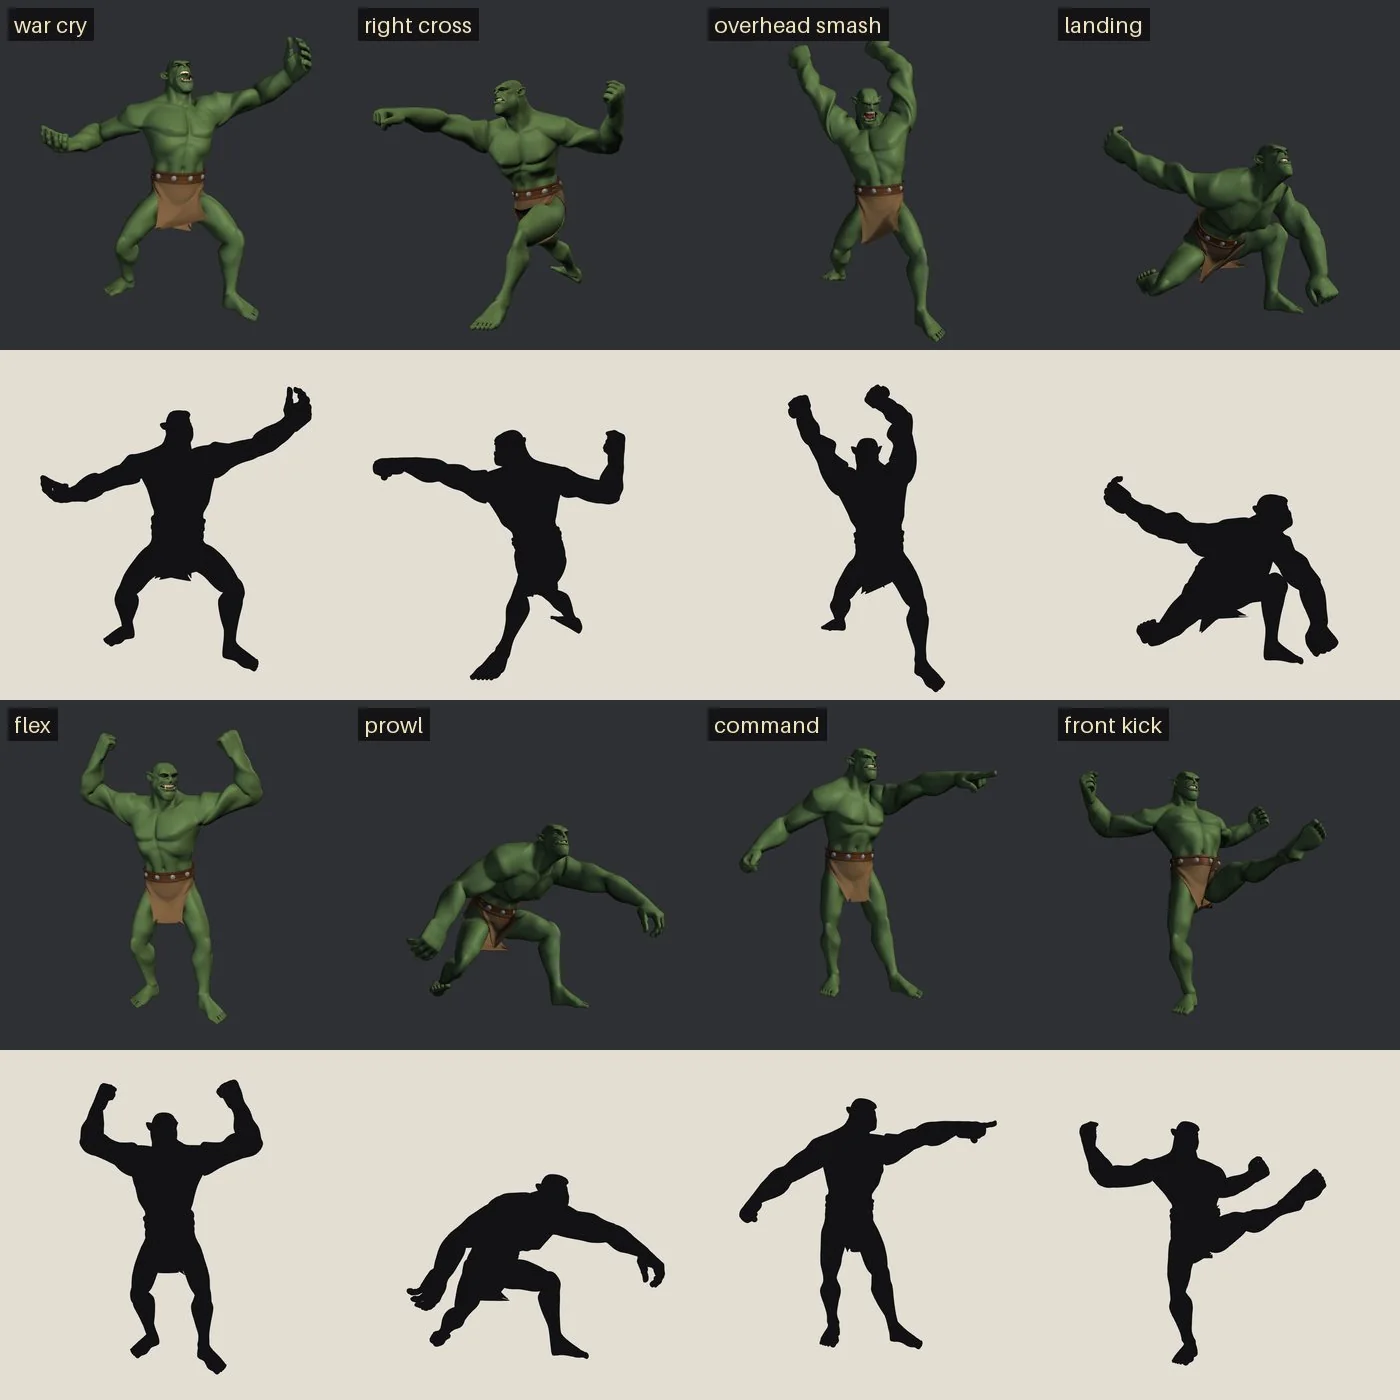 war cry
right cross
overhead smash
landing
flex
prowl
command
front kick